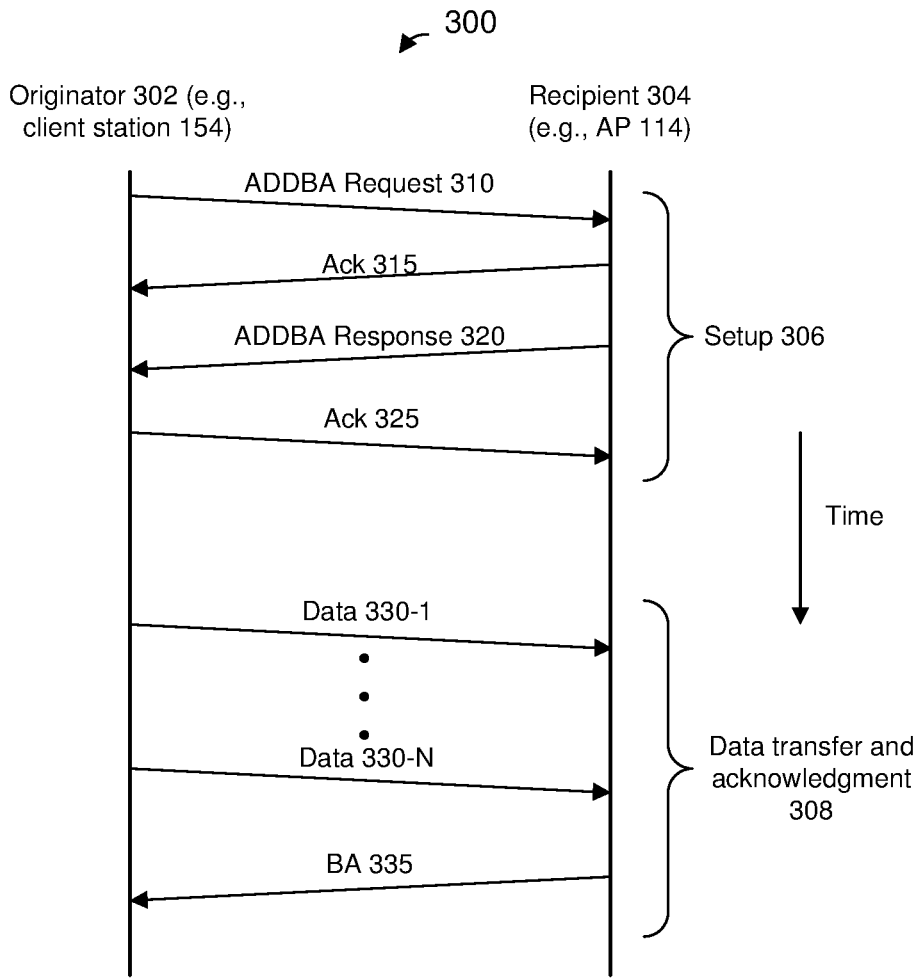 300
Originator 302 (e.g.,
client station 154)
Recipient 304
(e.g., AP 114)
ADDBA Request 310
Ack 315
ADDBA Response 320
Setup 306
Ack 325
Time
Data 330-1
Data 330-N
Data transfer and
acknowledgment
308
BA 335